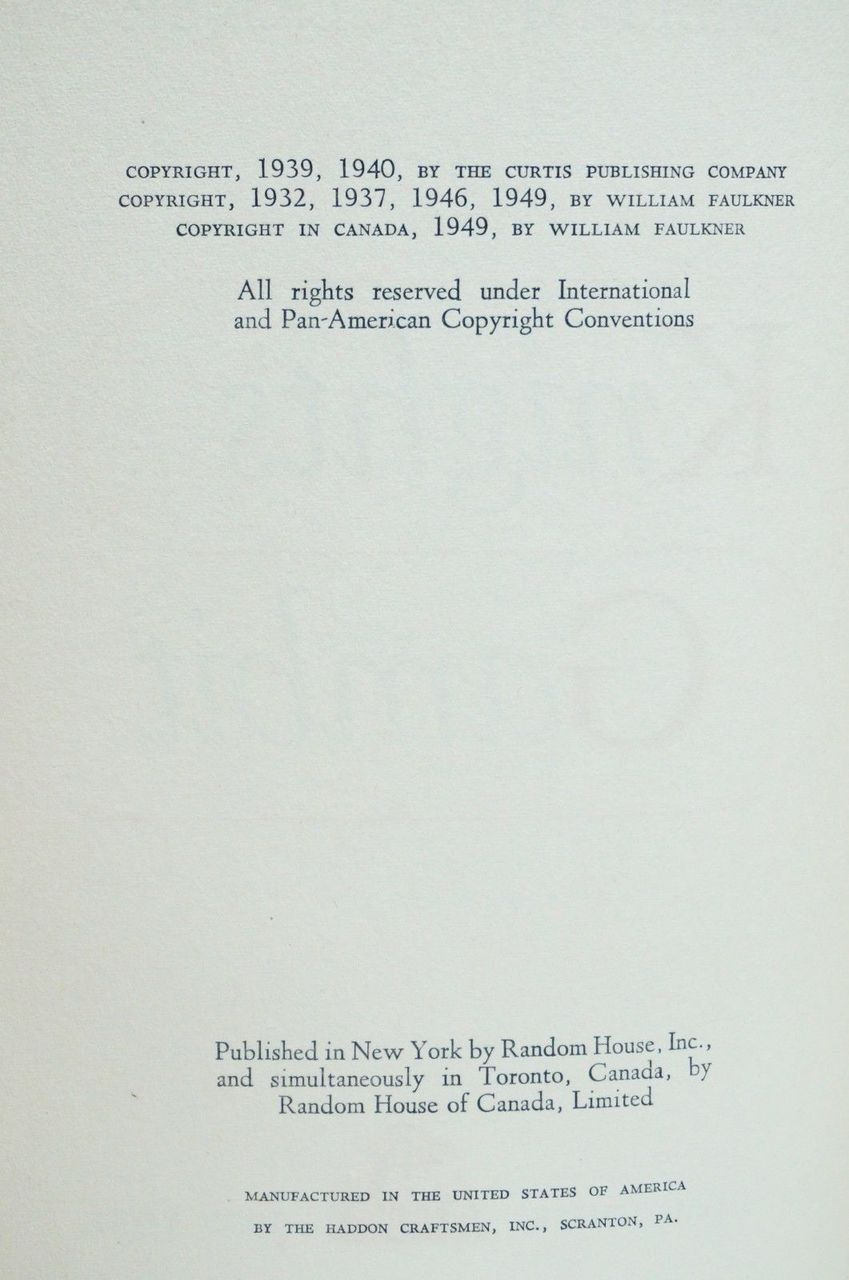 COPYRIGHT, 1939, 1940, BY THE CURTIS PUBLISHING COMPANY
COPYRIGHT, 1932, 1937, 1946, 1949, BY WILLIAM FAULKNER
COPYRIGHT IN CANADA, 1949, BY WILLIAM FAULKNER
All rights reserved under International
and Pan-American Copyright Conventions
Published in New York by Random House, Inc.,
and simultaneously in Toronto, Canada, by
Random House of Canada, Limited
MANUFACTURED IN THE UNITED STATES OF AMERICA
BY THE HADDON CRAFTSMEN, INC., SCRANTON, PA.